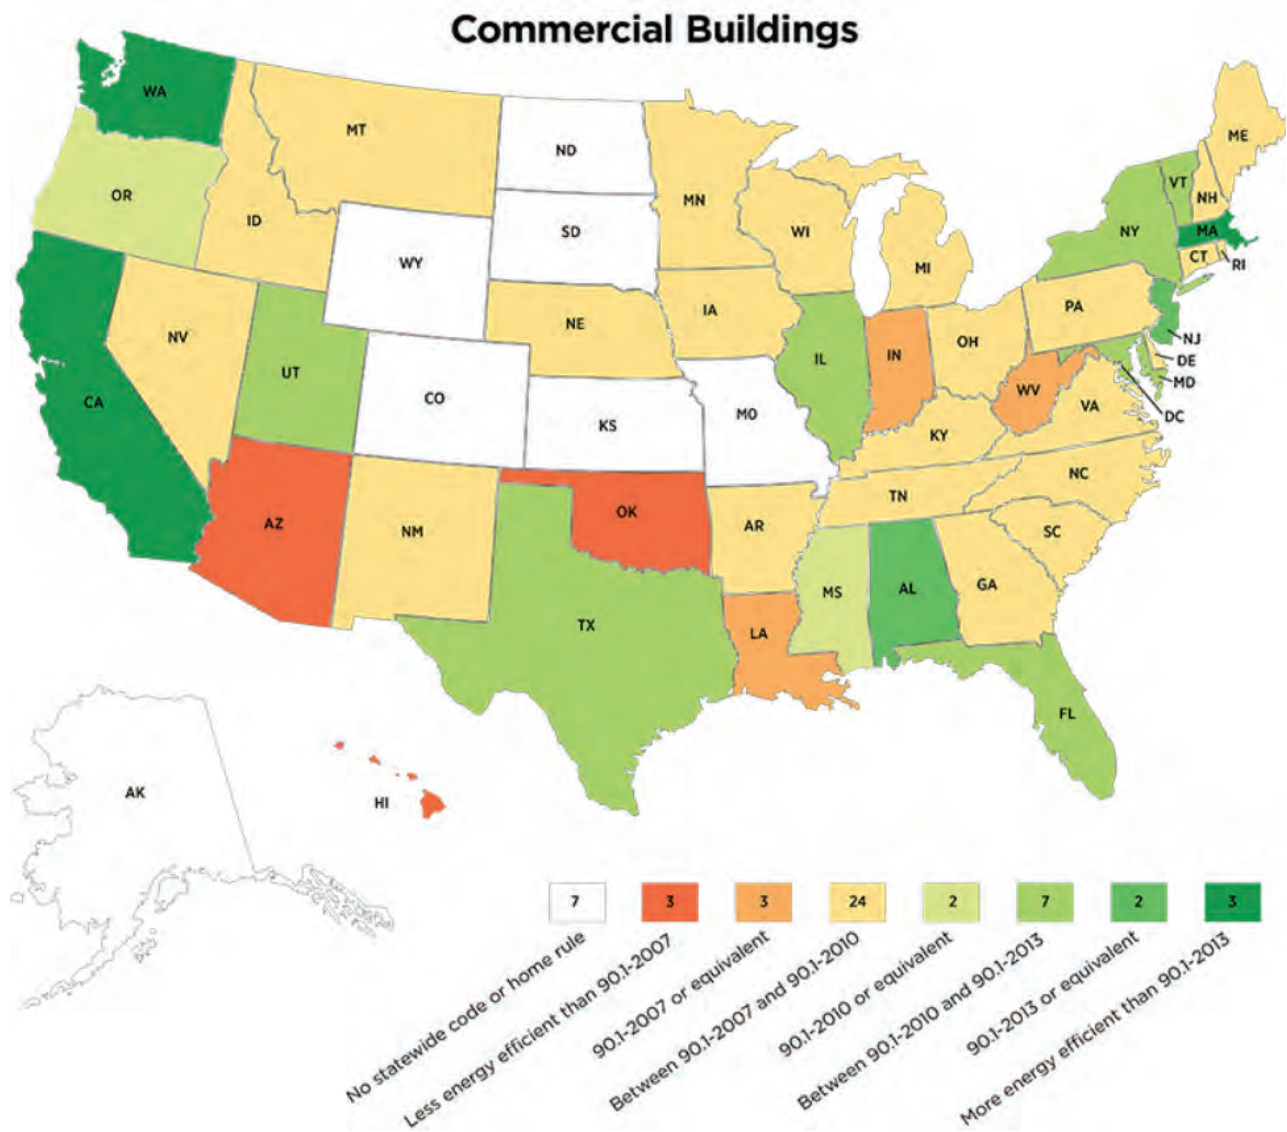 Commercial Buildings
WA
MT
ND
ME
OR
ID
MN
VT
NH
SD
WI
NY
MA
WY
MI
CT
RI
NV
NE
IA
PA
UT
IL
IN
OH
NJ
DE
CA
CO
KS
MO
WV
MD
VA
DC
KY
AZ
NM
OK
AR
TN
NC
SC
TX
LA
MS
AL
GA
FL
AK
HI
7
3
3
24
2
7
2
3
No statewide code or home rule
Less energy efficient than 90.1-2007
90.1-2007 or equivalent
Between 90.1-2007 and 90.1-2010
90.1-2010 or equivalent
Between 90.1-2010 and 90.1-2013
90.1-2013 or equivalent
More energy efficient than 90.1-2013